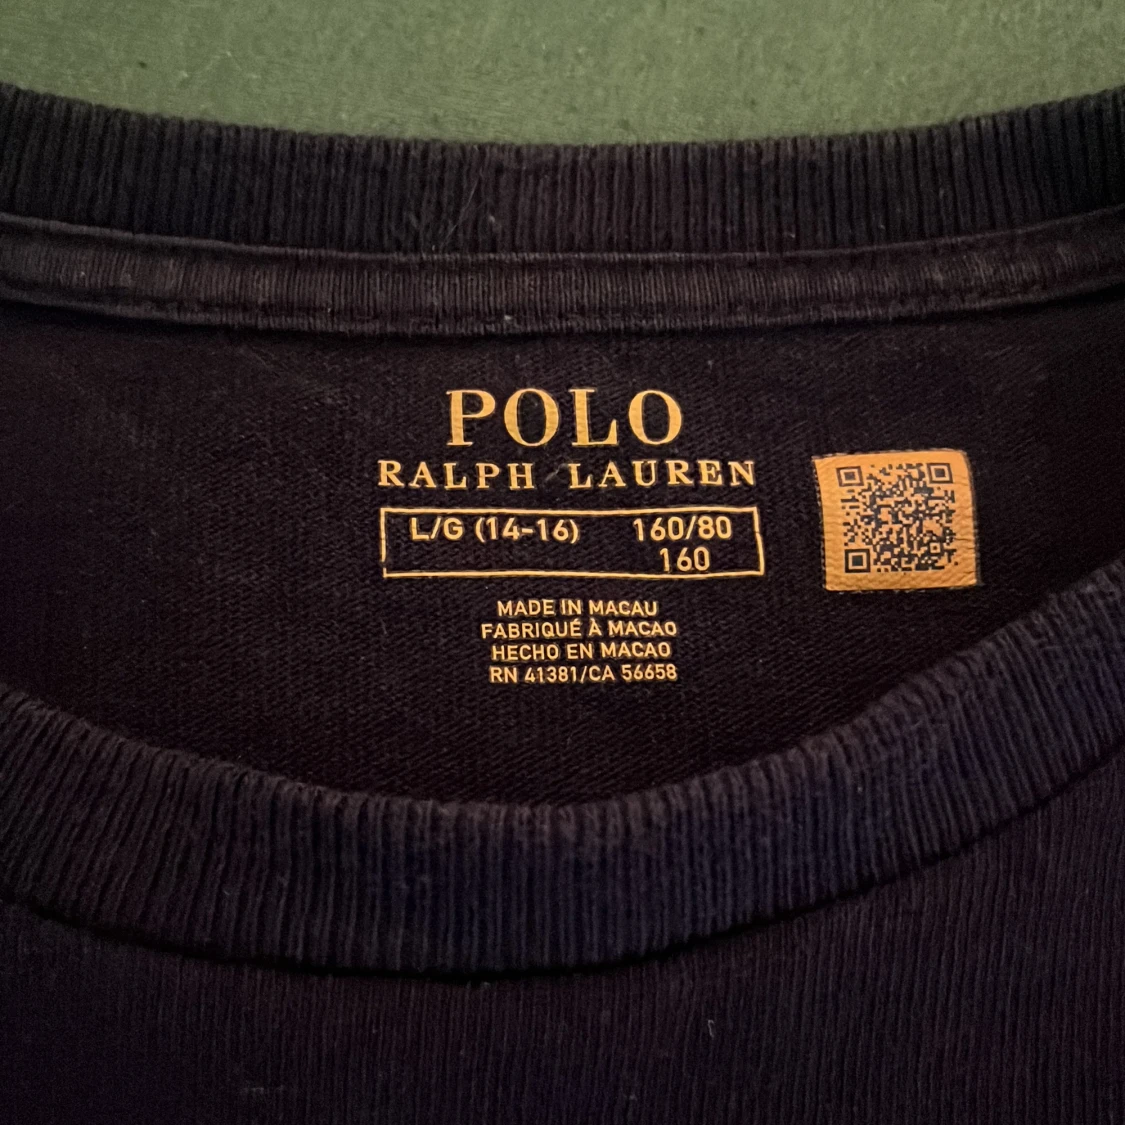 POLO
RALPH LAUREN
L/G (14-16) 160/80
160
MADE IN MACAU
FABRIQUÉ À MACAO
HECHO EN MACAO
RN 41381/CA 56658